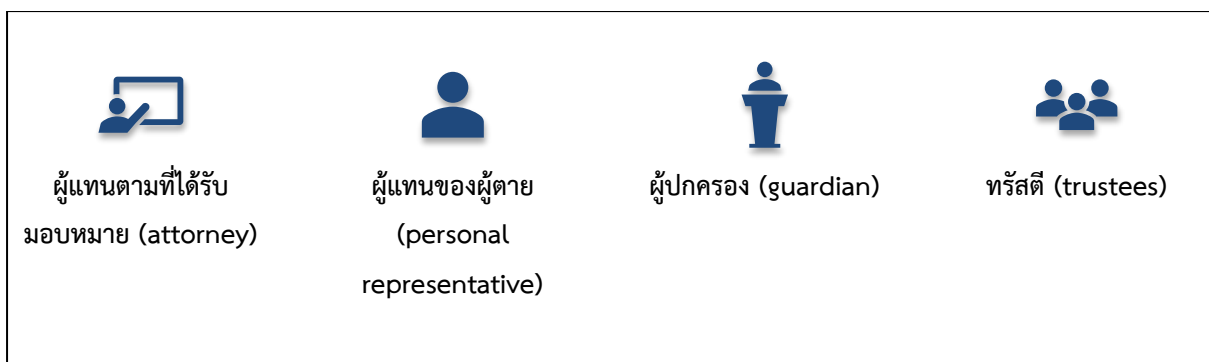 ผู้แทนตามที่ได้รับ
มอบหมาย (attorney)
ผู้แทนของผู้ตาย
(personal
representative)
ผู้ปกครอง (guardian)
ทรัสตี (trustees)